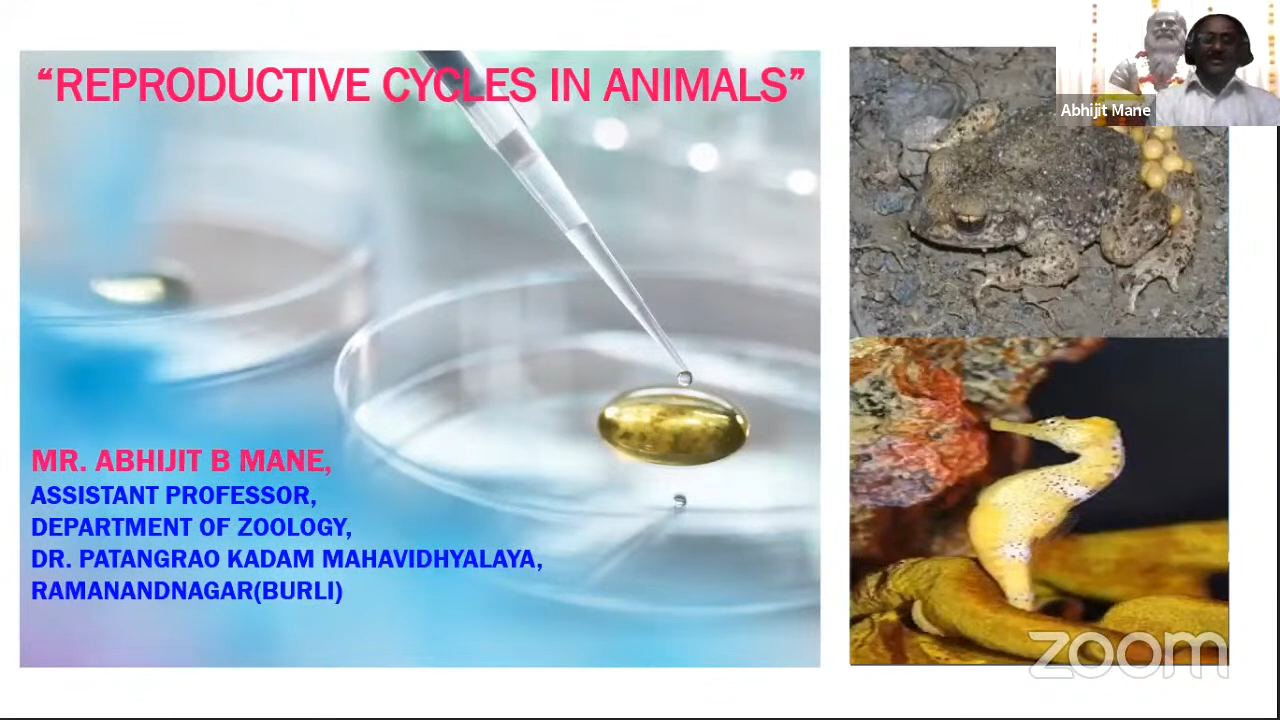 “REPRODUCTIVE CYCLES IN ANIMALS”
MR. ABHIJIT B MANE,
ASSISTANT PROFESSOR,
DEPARTMENT OF ZOOLOGY,
DR. PATANGRAO KADAM MAHAVIDHYALAYA,
RAMANANDNAGAR(BURLI)
Abhijit Mane
zoom